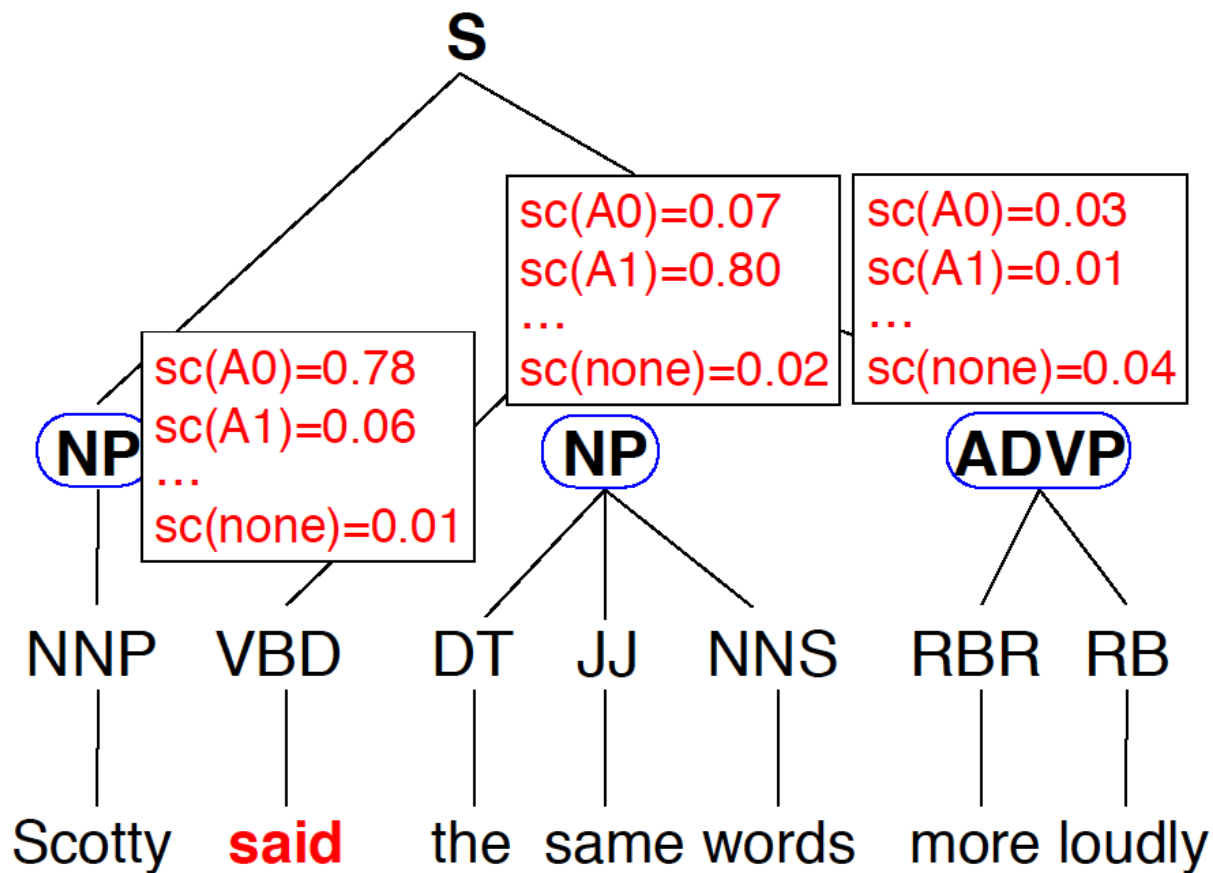 S
sc(A0)=0.07
sc(A1)=0.80
...
sc(none)=0.02
sc(A0)=0.03
sc(A1)=0.01
...
sc(none)=0.04
sc(A0)=0.78
sc(A1)=0.06
...
sc(none)=0.01
NP NP ADVP
NNP VBD DT JJ NNS RBR RB
Scotty said the same words more loudly